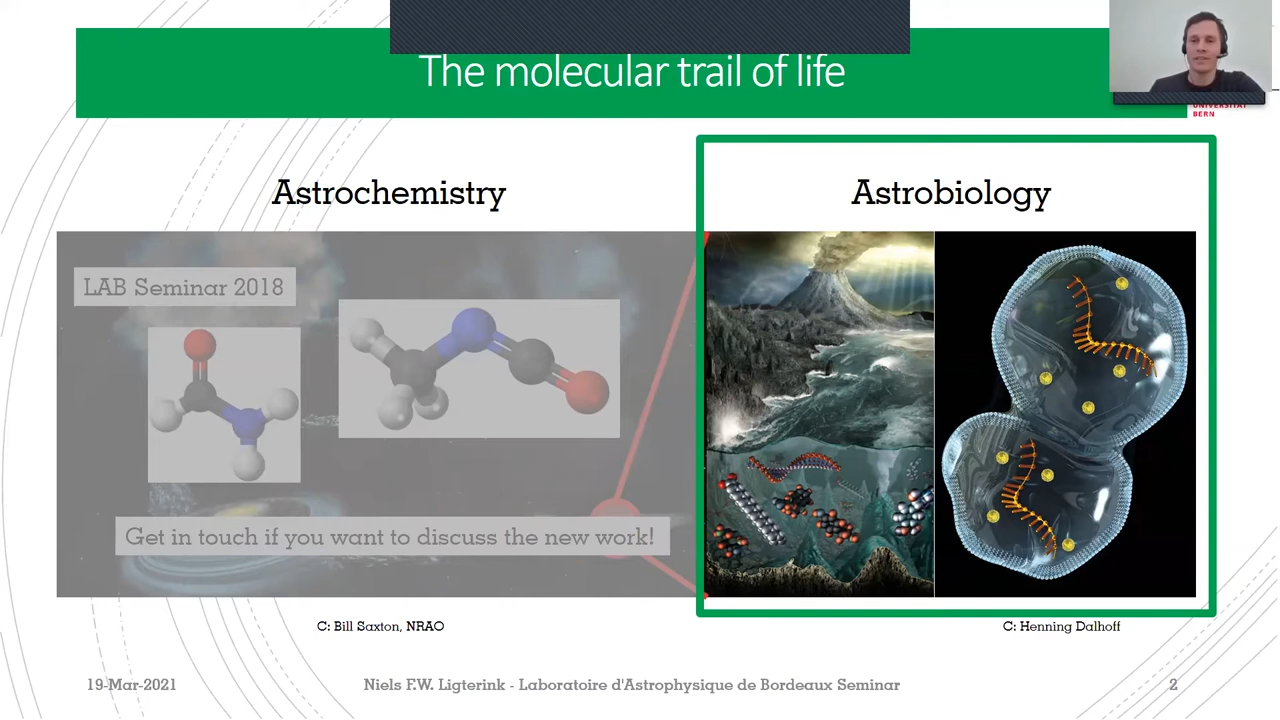 The molecular trail of life
UNIVERSITÄT
BERN
Astrochemistry
Astrobiology
LAB Seminar 2018
Get in touch if you want to discuss the new work!
C: Bill Saxton, NRAO
C: Henning Dalhoff
19-Mar-2021
Niels F.W. Ligterink - Laboratoire d'Astrophysique de Bordeaux Seminar
2